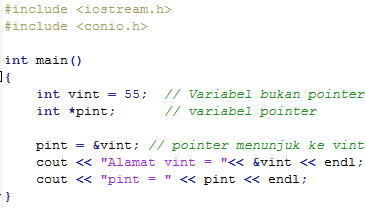 #include <iostream.h>
#include <conio.h>
int main()
{
int vint = 55; // Variabel bukan pointer
int *pint; // variabel pointer
pint = &vint; // pointer menunjuk ke vint
cout << "Alamat vint = "<< &vint << endl;
cout << "pint = " << pint << endl;
}